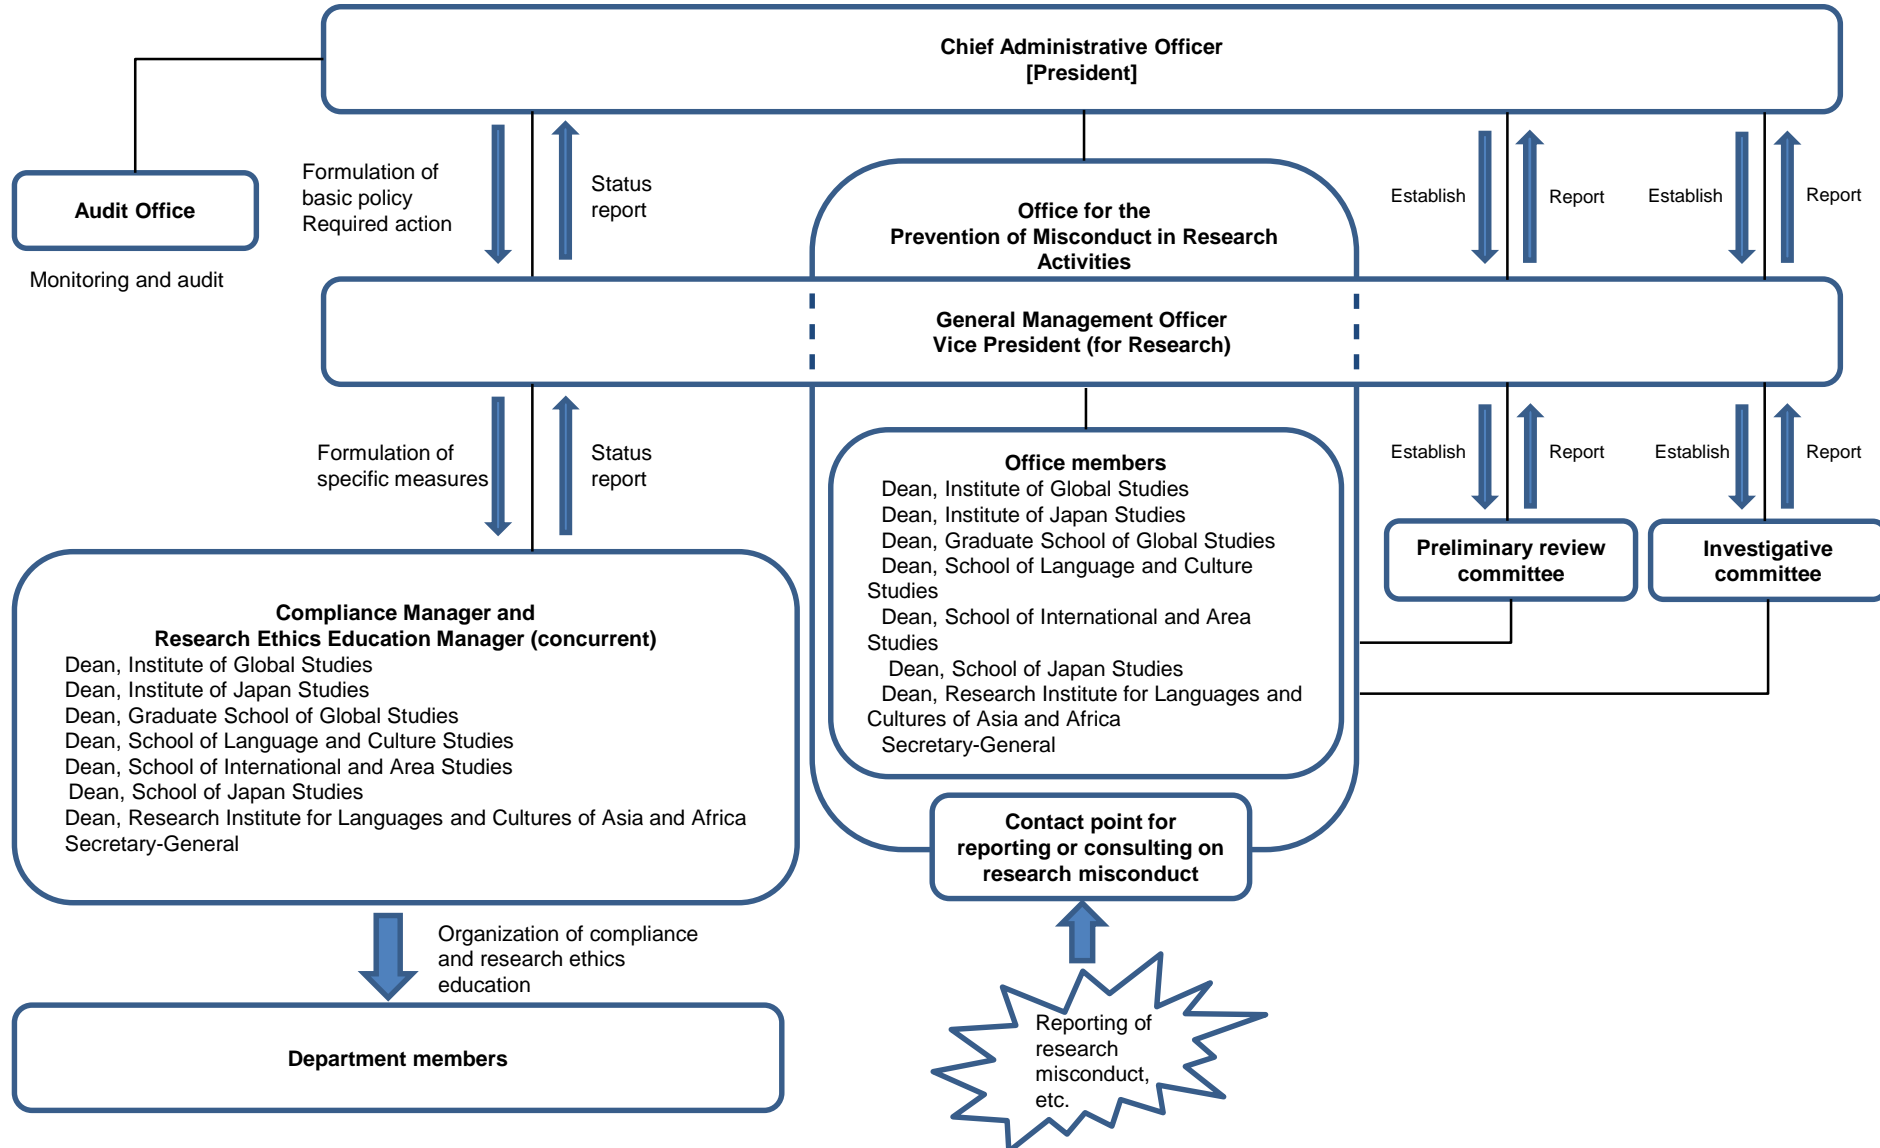 Chief Administrative Officer
[President]
Audit Office
Monitoring and audit
Formulation of
basic policy
Required action
Status
report
Office for the
Prevention of Misconduct in Research
Activities
Establish
Report
Establish
Report
General Management Officer
Vice President (for Research)
Formulation of
specific measures
Status
report
Office members
Dean, Institute of Global Studies
Dean, Institute of Japan Studies
Dean, Graduate School of Global Studies
Dean, School of Language and Culture
Studies
Dean, School of International and Area
Studies
Dean, School of Japan Studies
Dean, Research Institute for Languages and
Cultures of Asia and Africa
Secretary-General
Establish
Report
Establish
Report
Preliminary review
committee
Investigative
committee
Compliance Manager and
Research Ethics Education Manager (concurrent)
Dean, Institute of Global Studies
Dean, Institute of Japan Studies
Dean, Graduate School of Global Studies
Dean, School of Language and Culture Studies
Dean, School of International and Area Studies
Dean, School of Japan Studies
Dean, Research Institute for Languages and Cultures of Asia and Africa
Secretary-General
Contact point for
reporting or consulting on
research misconduct
Organization of compliance
and research ethics
education
Department members
Reporting of
research
misconduct,
etc.